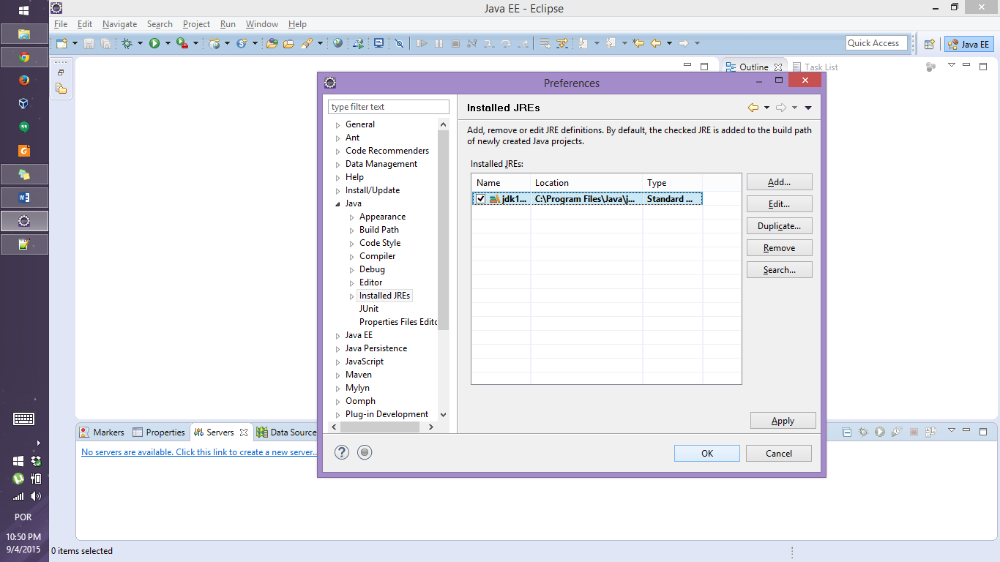 Java EE - Eclipse
File Edit Navigate Search Project Run Window Help
Quick Access
Java EE
Outline
Task List
Preferences
type filter text
General
Ant
Code Recommenders
Data Management
Help
Install/Update
Java
Appearance
Build Path
Code Style
Compiler
Debug
Editor
Installed JREs
JUnit
Properties Files Edito
Java EE
Java Persistence
JavaScript
Maven
Mylyn
Oomph
Plug-in Development
Installed JREs
Add, remove or edit JRE definitions. By default, the checked JRE is added to the build path
of newly created Java projects.
Installed JREs:
Name Location Type
jdk1... C:\Program Files\Java\j... Standard ...
Add...
Edit...
Duplicate...
Remove
Search...
Apply
OK
Cancel
Markers Properties Servers Data Source
No servers are available. Click this link to create a new server..
POR
10:50 PM
9/4/2015
0 items selected